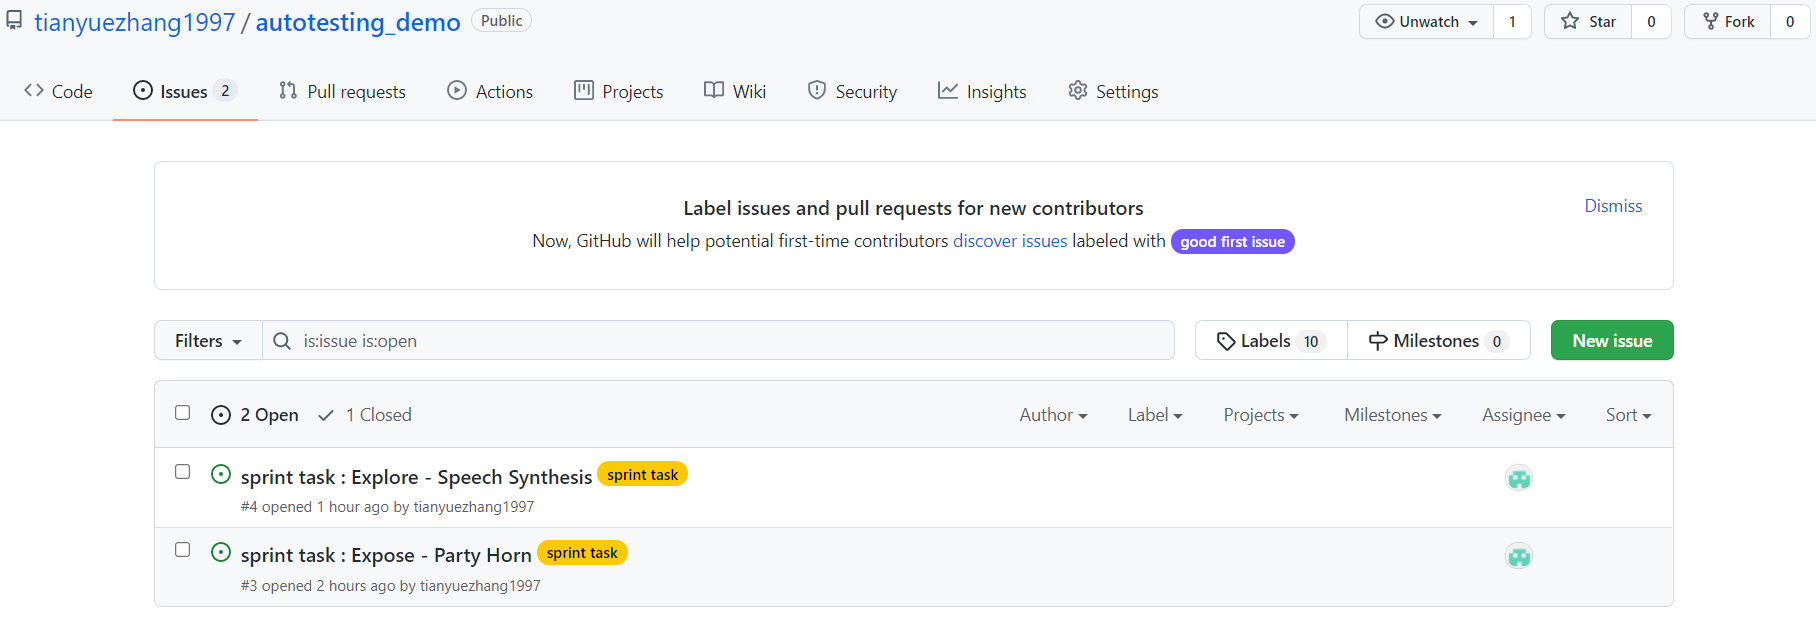 tianyuezhang1997 / autotesting_demo Public Unwatch 1 Star 0 Fork 0
Code Issues 2 Pull requests Actions Projects Wiki Security Insights Settings
Label issues and pull requests for new contributors
Dismiss
Now, GitHub will help potential first-time contributors discover issues labeled with good first issue
Filters is:issue is:open Labels 10 Milestones 0 New issue
2 Open 1 Closed Author Label Projects Milestones Assignee Sort
sprint task : Explore - Speech Synthesis sprint task
#4 opened 1 hour ago by tianyuezhang1997
sprint task : Expose - Party Horn sprint task
#3 opened 2 hours ago by tianyuezhang1997